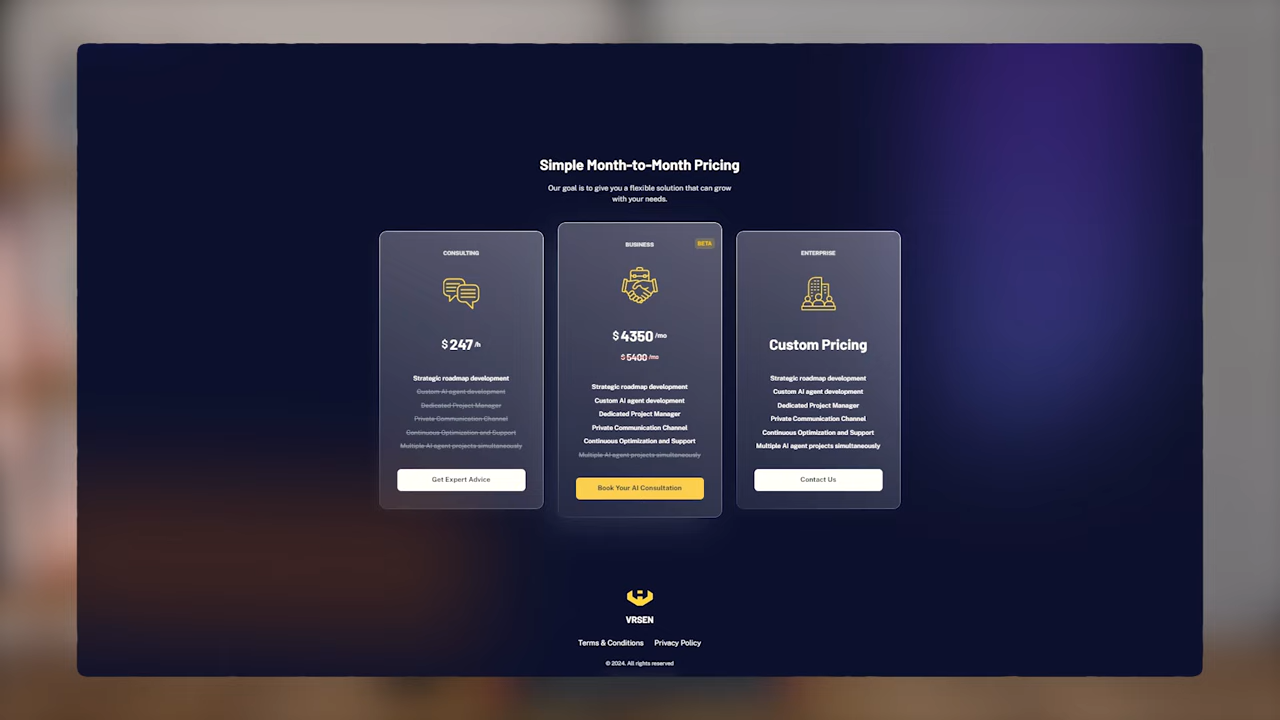 Simple Month-to-Month Pricing
Our goal is to give you a flexible solution that can grow
with your needs.
CONSULTING
$247 /h
Strategic roadmap development
Custom AI agent development
Dedicated Project Manager
Private Communication Channel
Continuous Optimization and Support
Multiple AI agent projects simultaneously
Get Expert Advice
BUSINESS
BETA
$4350 /mo
$5400 /mo
Strategic roadmap development
Custom AI agent development
Dedicated Project Manager
Private Communication Channel
Continuous Optimization and Support
Multiple AI agent projects simultaneously
Book Your AI Consultation
ENTERPRISE
Custom Pricing
Strategic roadmap development
Custom AI agent development
Dedicated Project Manager
Private Communication Channel
Continuous Optimization and Support
Multiple AI agent projects simultaneously
Contact Us
VRSEN
Terms & Conditions Privacy Policy
© 2024. All rights reserved